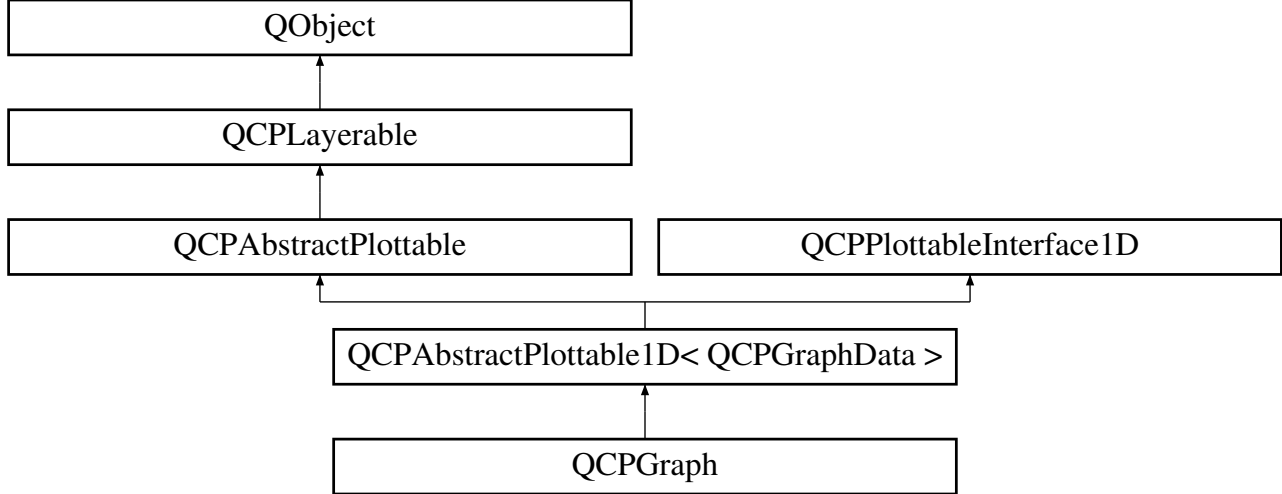 QObject
QCPLayerable
QCPAbstractPlottable
QCPPlottableInterface1D
QCPAbstractPlottable1D< QCPGraphData >
QCPGraph